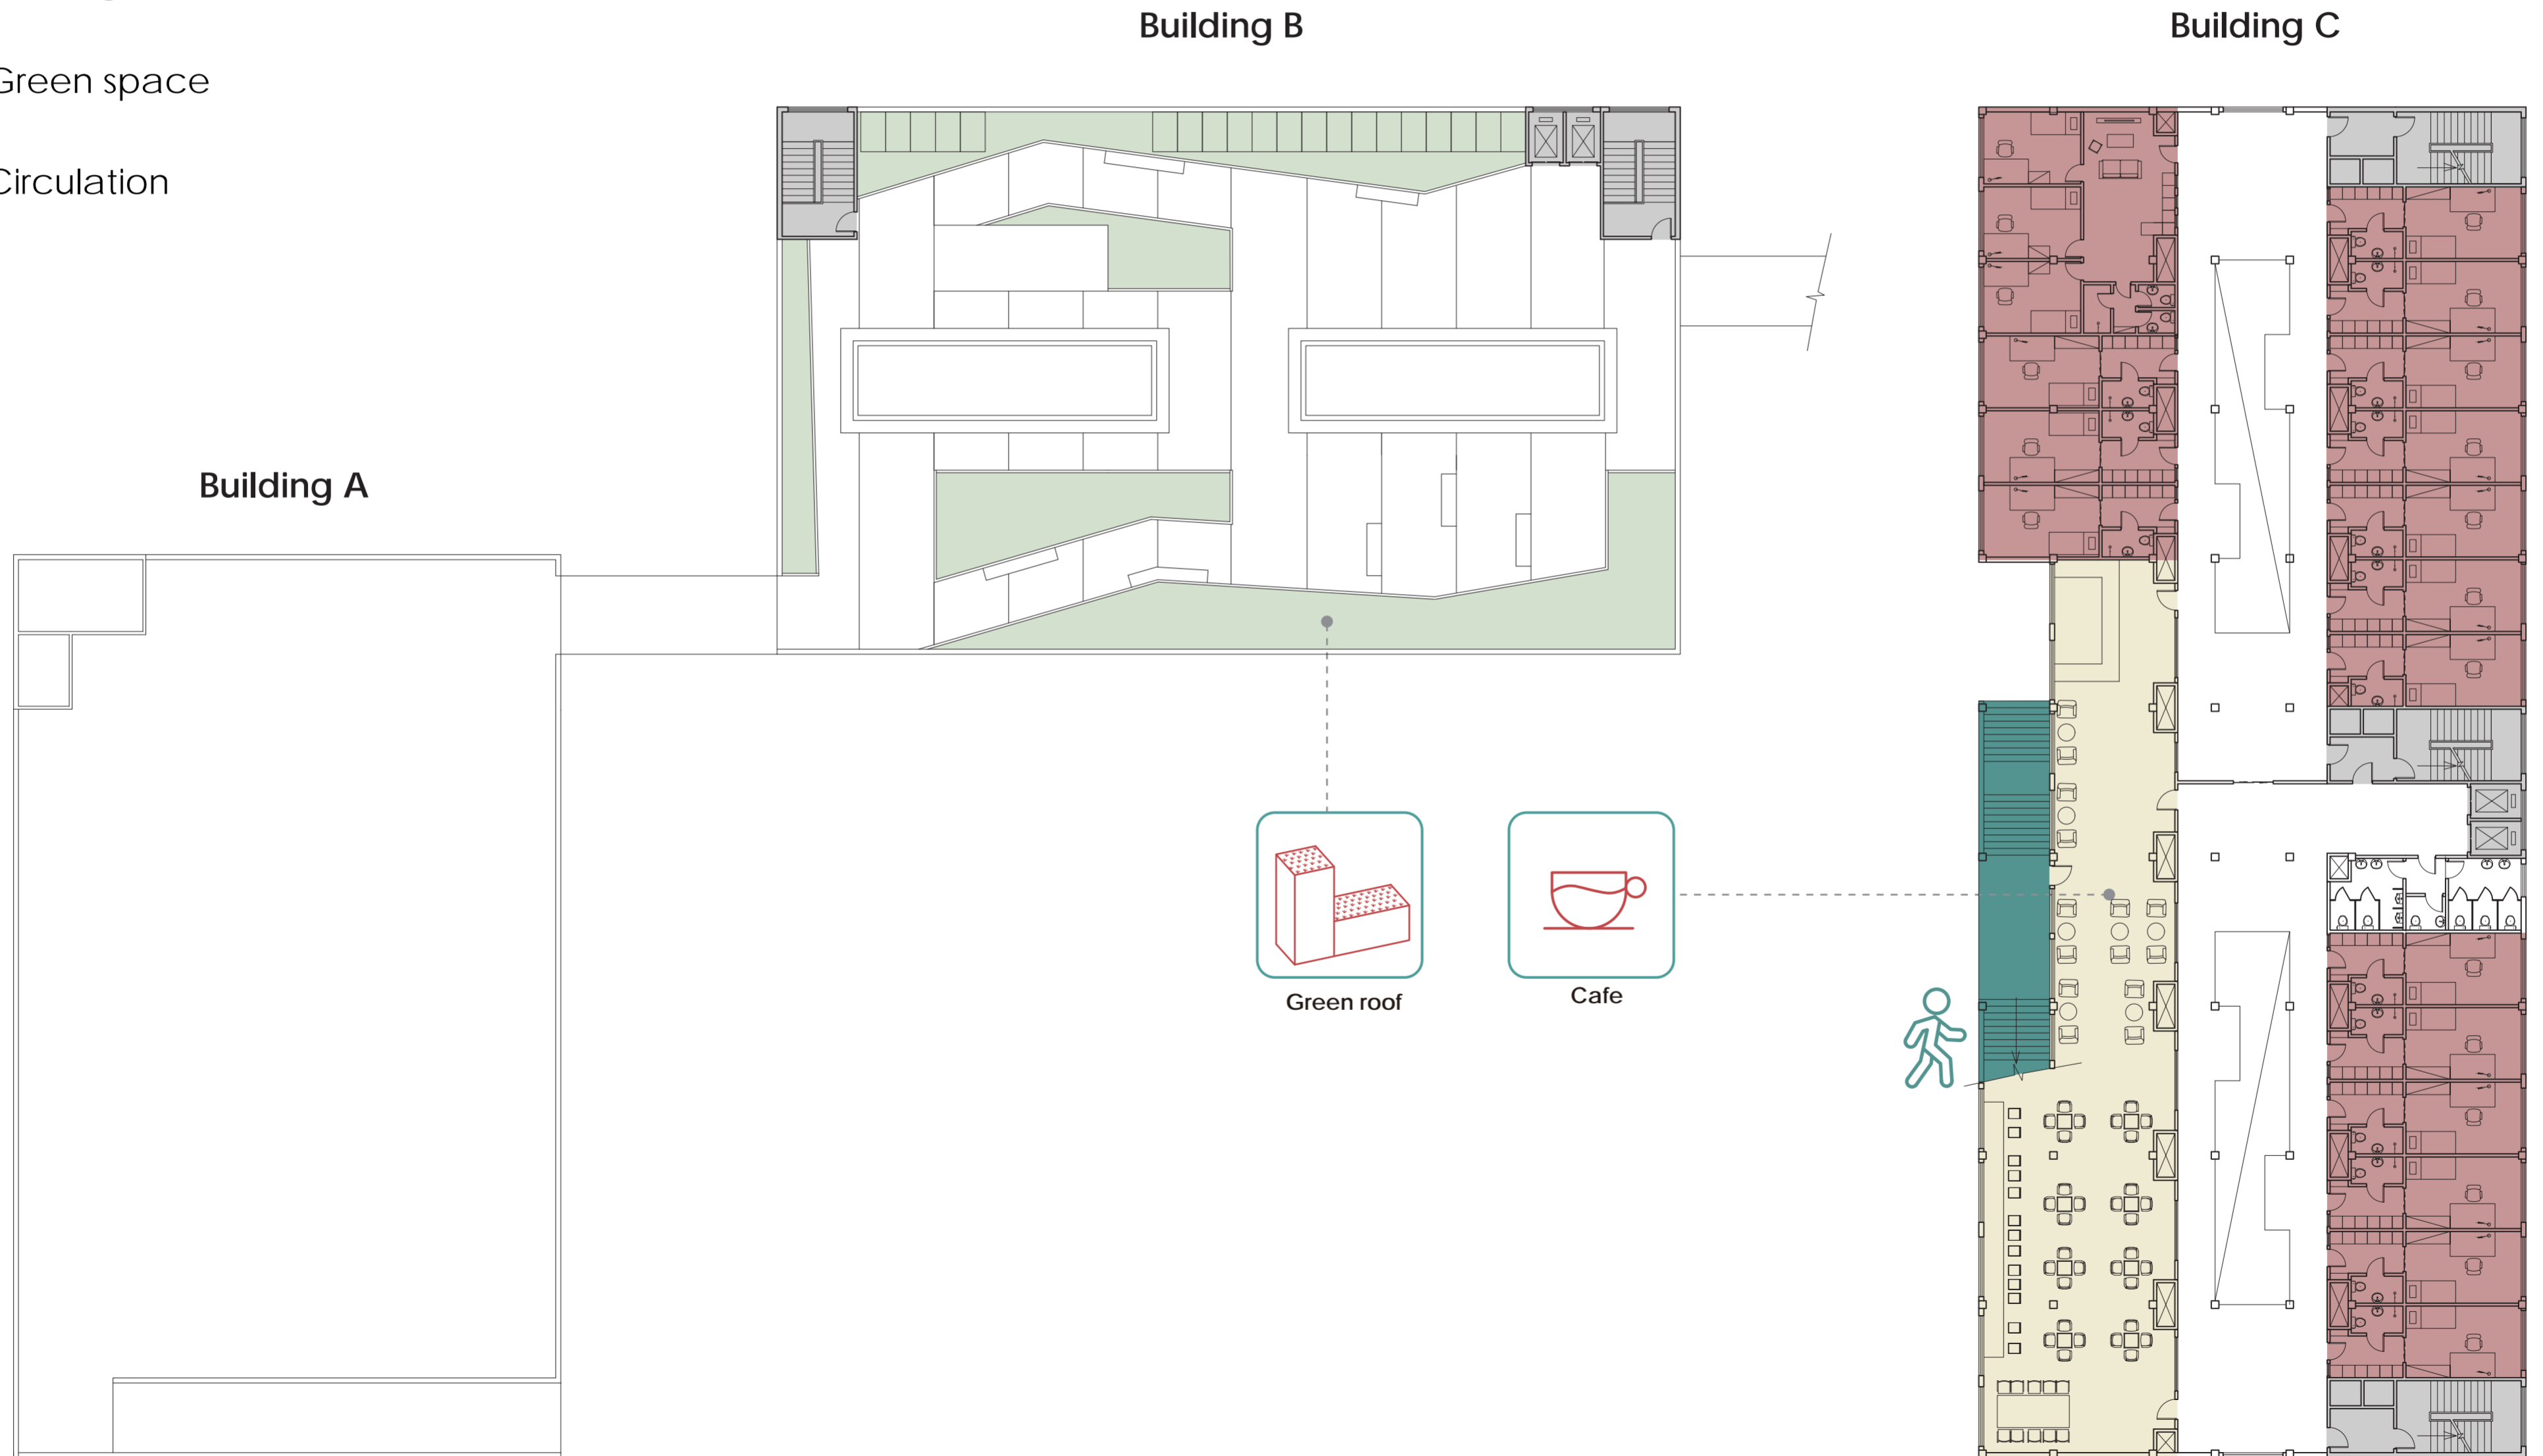 Building B
Building C
Green space
Circulation
Building A
Green roof
Cafe